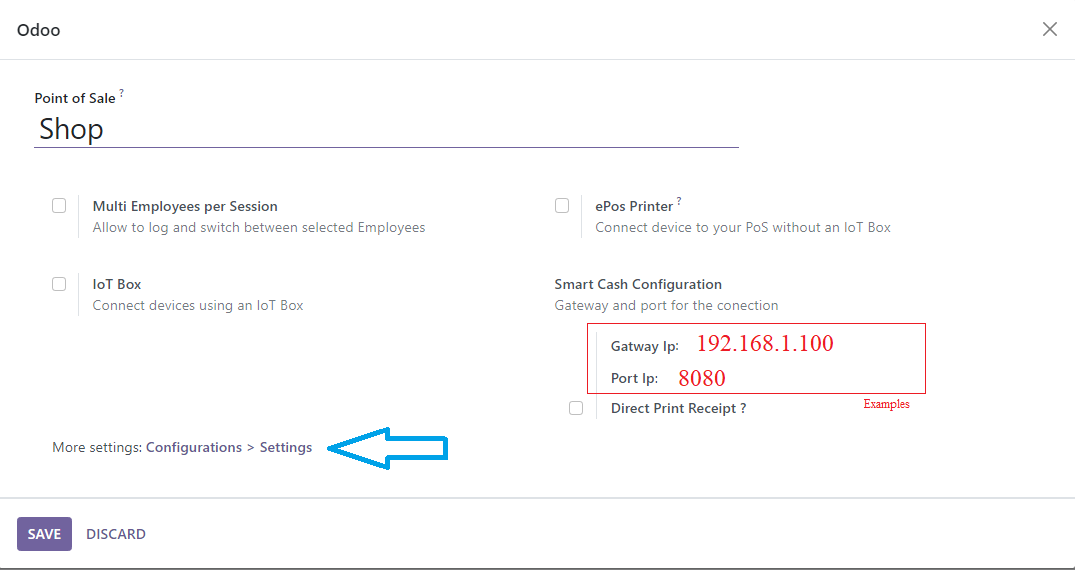 Odoo
Point of Sale ?
Shop
Multi Employees per Session
Allow to log and switch between selected Employees
ePos Printer ?
Connect device to your PoS without an IoT Box
IoT Box
Connect devices using an IoT Box
Smart Cash Configuration
Gateway and port for the conection
Gatway Ip: 192.168.1.100
Port Ip: 8080
Direct Print Receipt ?
Examples
More settings: Configurations > Settings
SAVE DISCARD